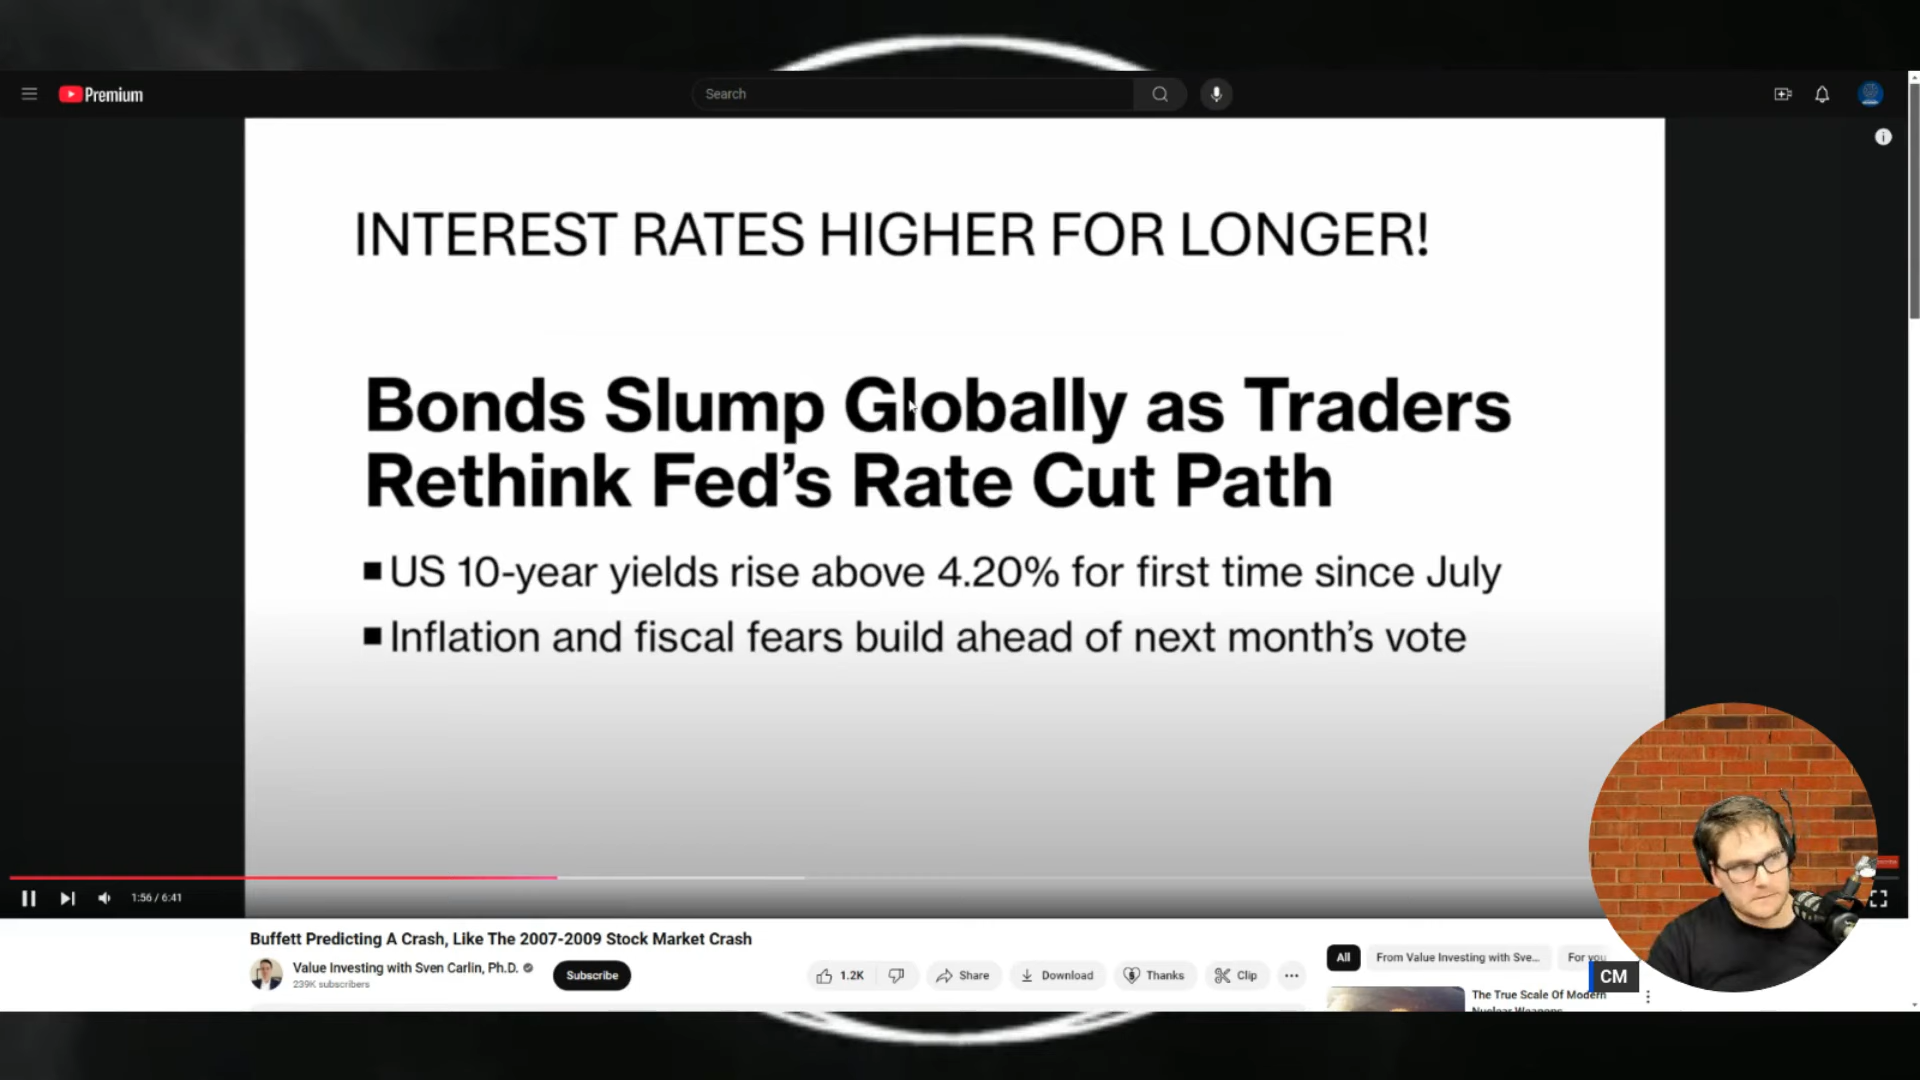 Premium
Search
INTEREST RATES HIGHER FOR LONGER!
Bonds Slump Globally as Traders
Rethink Fed's Rate Cut Path
US 10-year yields rise above 4.20% for first time since July
Inflation and fiscal fears build ahead of next month's vote
1:56 / 6:41
Buffett Predicting A Crash, Like The 2007-2009 Stock Market Crash
Value Investing with Sven Carlin, Ph.D.
239K subscribers
Subscribe
1.2K
Share
Download
Thanks
Clip
All
From Value Investing with Sve...
For you
CM
The True Scale Of Modern
Nuclear Weapons